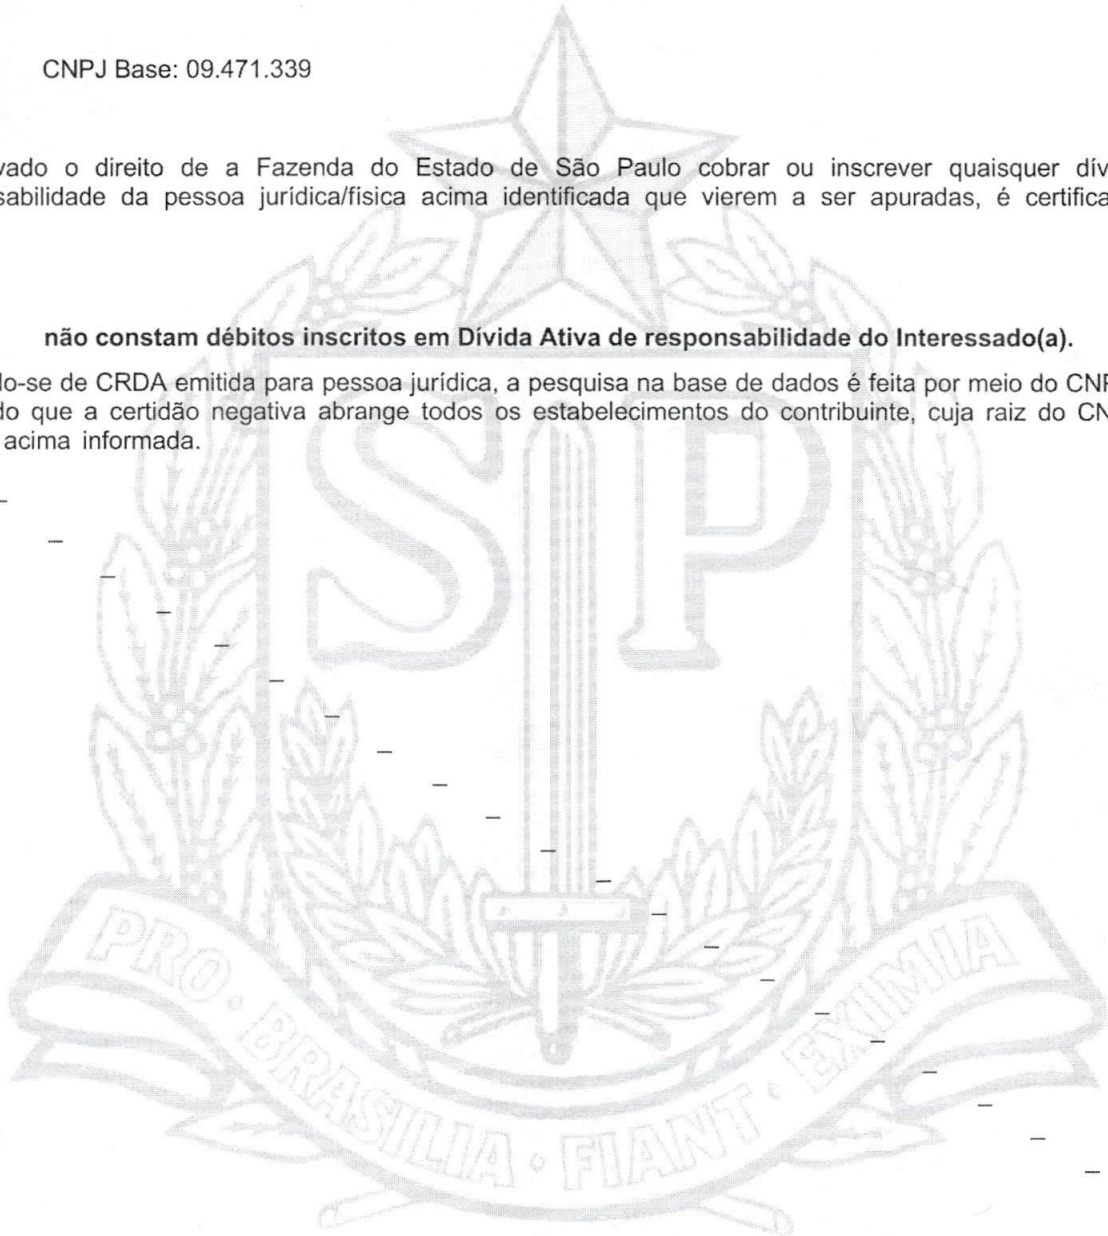 CNPJ Base: 09.471.339
vado o direito de a Fazenda do Estado de São Paulo cobrar ou inscrever quaisquer dív
sabilidade da pessoa jurídica/física acima identificada que vierem a ser apuradas, é certifica
não constam débitos inscritos em Dívida Ativa de responsabilidade do Interessado(a).
do-se de CRDA emitida para pessoa jurídica, a pesquisa na base de dados é feita por meio do CNP
do que a certidão negativa abrange todos os estabelecimentos do contribuinte, cuja raiz do CN
acima informada.
SP
PRO BRASILIA FIANT EXIMIA